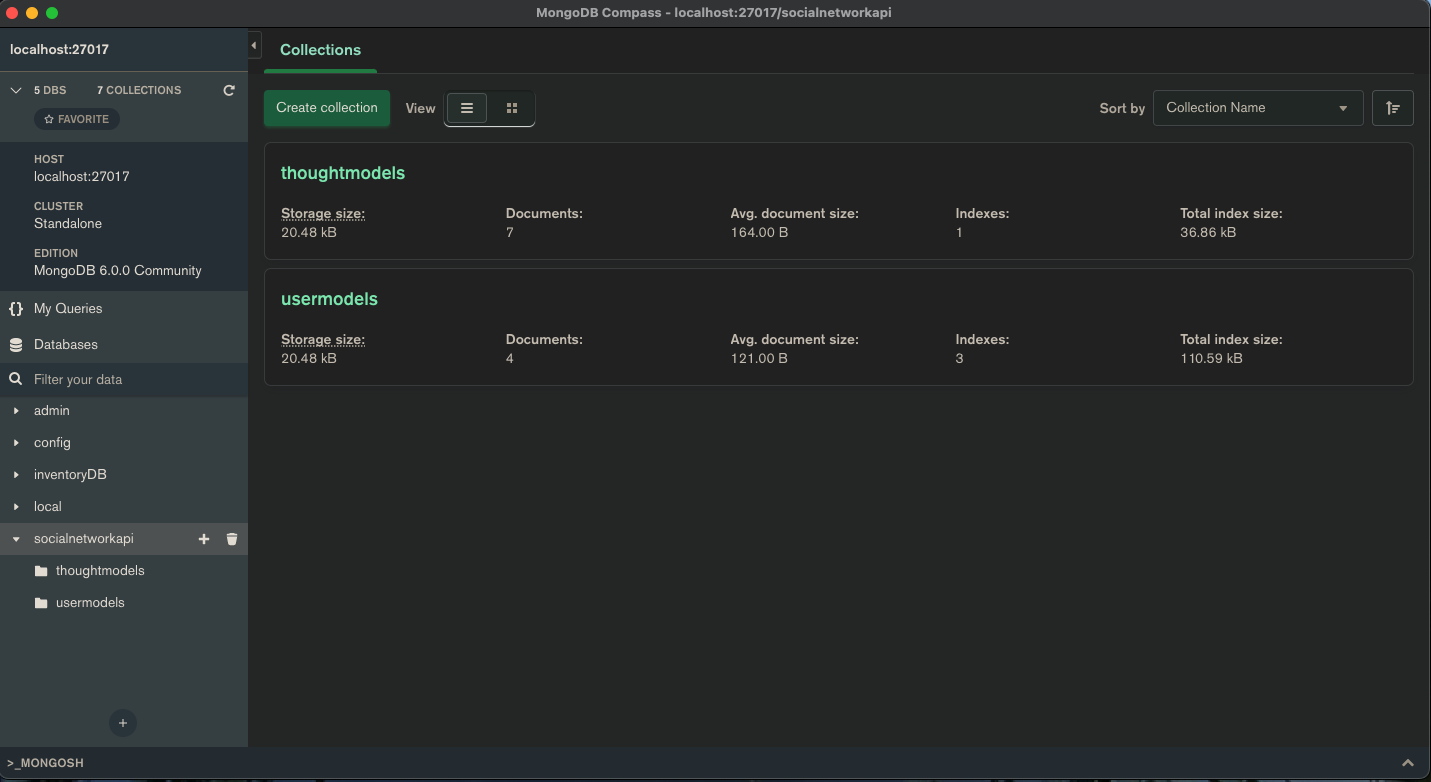 MongoDB Compass - localhost:27017/socialnetworkapi
localhost:27017
5 DBS 7 COLLECTIONS
FAVORITE
HOST
localhost:27017
CLUSTER
Standalone
EDITION
MongoDB 6.0.0 Community
{} My Queries
Databases
Filter your data
admin
config
inventoryDB
local
socialnetworkapi
thoughtmodels
usermodels
Collections
Create collection View Sort by Collection Name
thoughtmodels
Storage size: Documents: Avg. document size: Indexes: Total index size:
20.48 kB 7 164.00 B 1 36.86 kB
usermodels
Storage size: Documents: Avg. document size: Indexes: Total index size:
20.48 kB 4 121.00 B 3 110.59 kB
>_MONGOSH